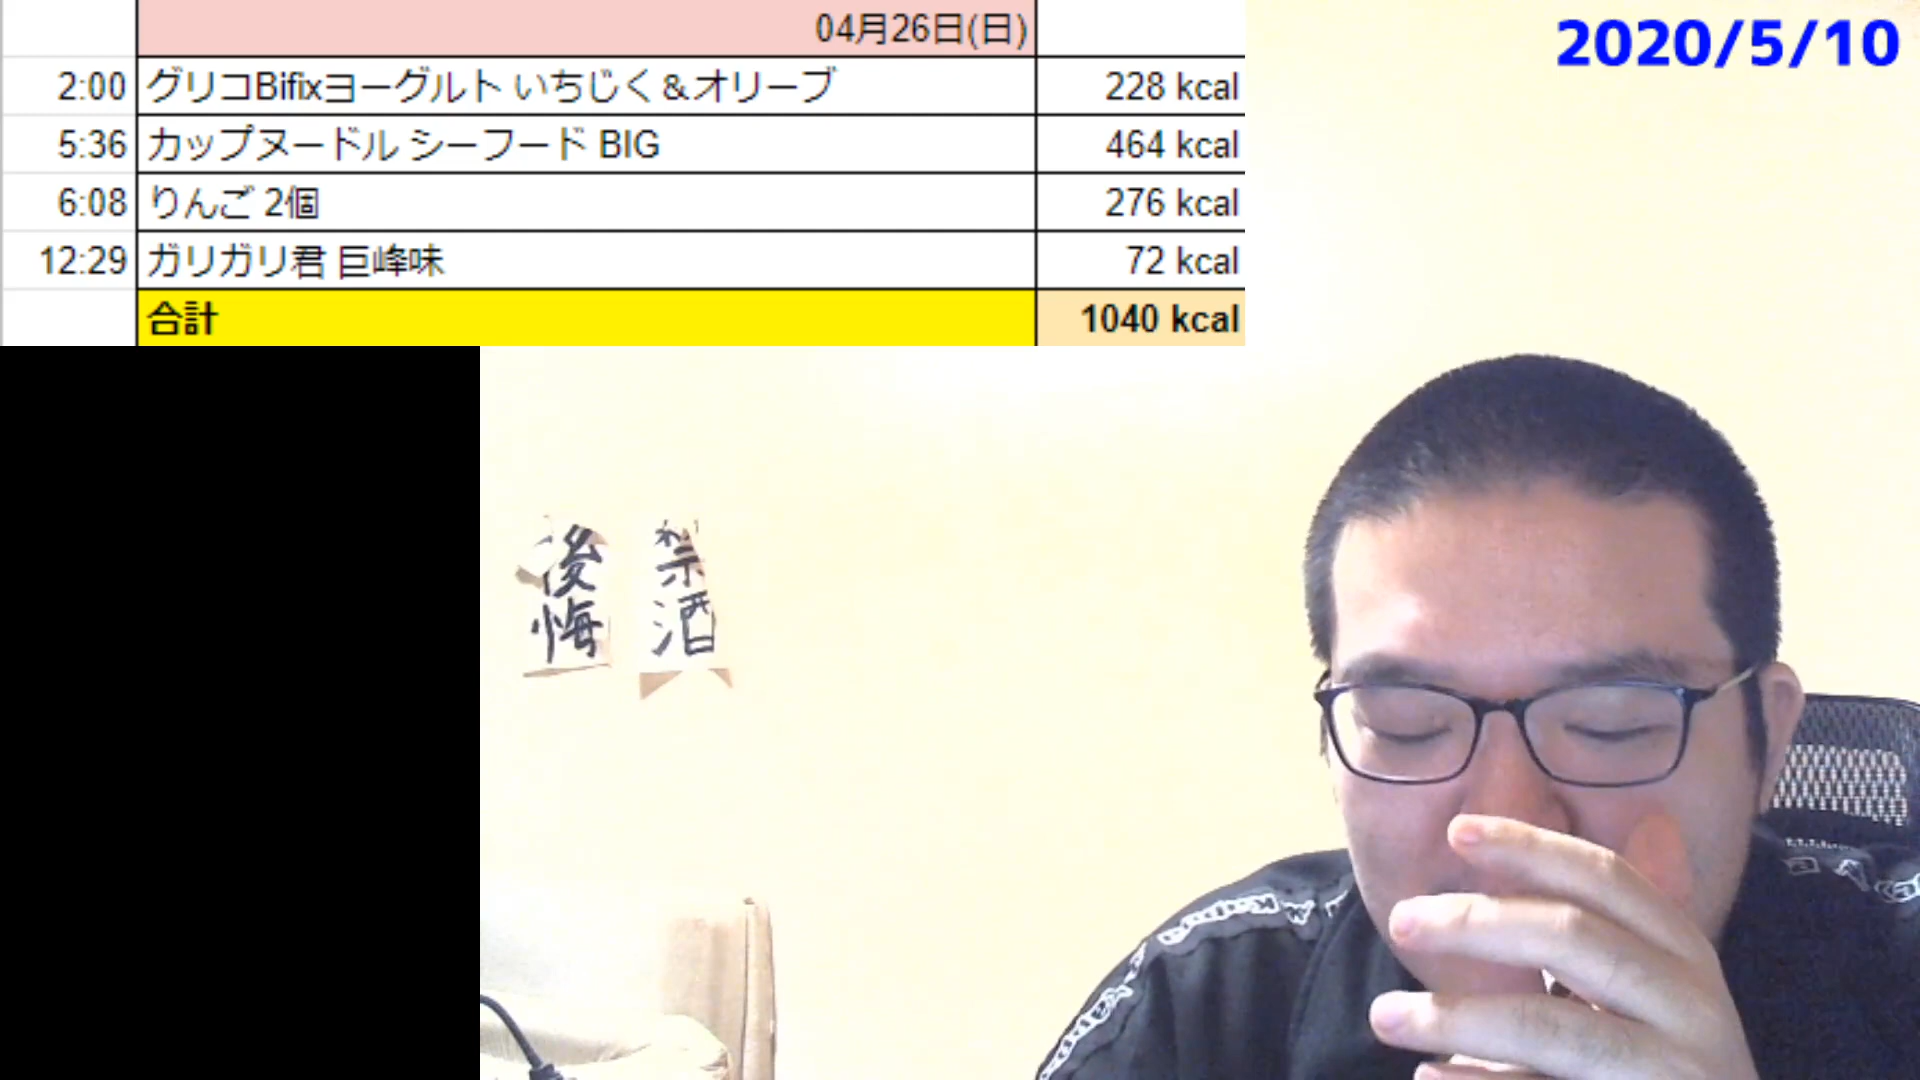 04月26日(日)
2020/5/10
2:00 グリコBifixヨーグルト いちじく＆オリーブ 228 kcal
5:36 カップヌードル シーフード BIG 464 kcal
6:08 りんご 2個 276 kcal
12:29 ガリガリ君 巨峰味 72 kcal
合計 1040 kcal
禁酒
後悔